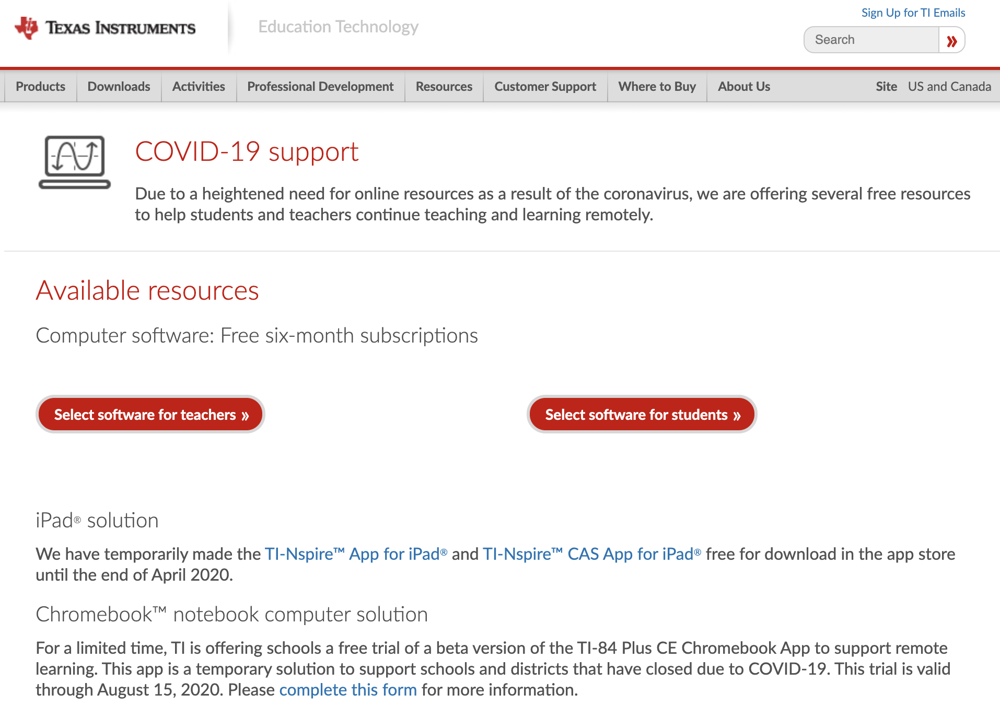 TEXAS INSTRUMENTS
Education Technology
Sign Up for TI Emails
Search »
Products Downloads Activities Professional Development Resources Customer Support Where to Buy About Us Site US and Canada
COVID-19 support
Due to a heightened need for online resources as a result of the coronavirus, we are offering several free resources
to help students and teachers continue teaching and learning remotely.
Available resources
Computer software: Free six-month subscriptions
Select software for teachers »
Select software for students »
iPad® solution
We have temporarily made the TI-Nspire™ App for iPad® and TI-Nspire™ CAS App for iPad® free for download in the app store
until the end of April 2020.
Chromebook™ notebook computer solution
For a limited time, TI is offering schools a free trial of a beta version of the TI-84 Plus CE Chromebook App to support remote
learning. This app is a temporary solution to support schools and districts that have closed due to COVID-19. This trial is valid
through August 15, 2020. Please complete this form for more information.